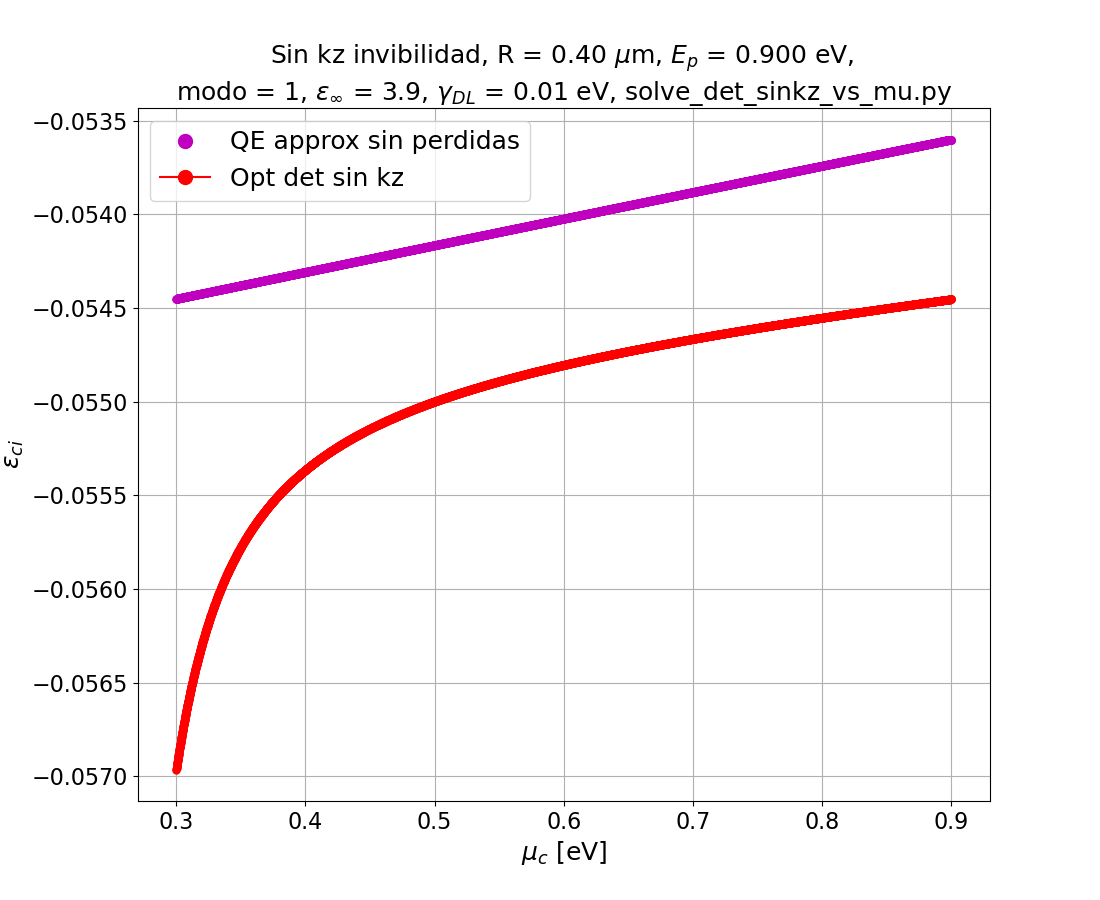 Sin kz invibilidad, R = 0.40 μm, E_p = 0.900 eV,
modo = 1, ε_∞ = 3.9, γ_DL = 0.01 eV, solve_det_sinkz_vs_mu.py
QE approx sin perdidas
Opt det sin kz
−0.0535
−0.0540
−0.0545
−0.0550
−0.0555
−0.0560
−0.0565
−0.0570
ε_ci
0.3 0.4 0.5 0.6 0.7 0.8 0.9
μ_c [eV]